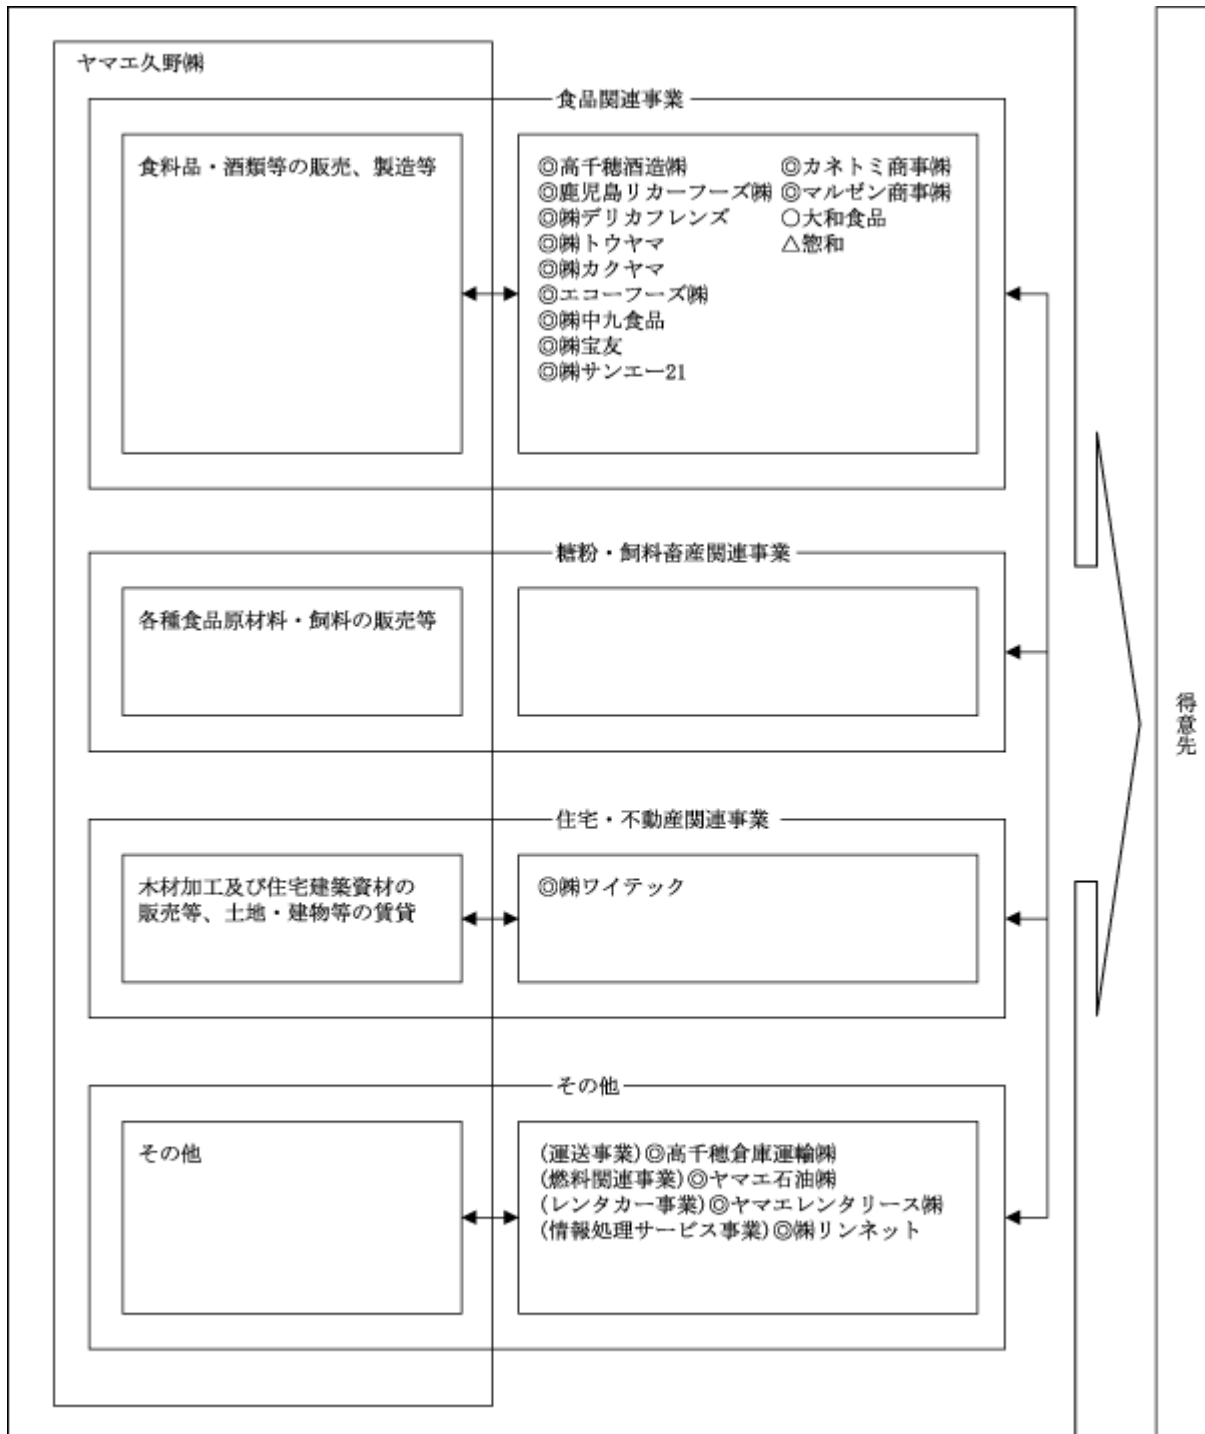 ヤマエ久野㈱
食品関連事業
食料品・酒類等の販売、製造等
◎高千穂酒造㈱
◎鹿児島リカーフーズ㈱
◎㈱デリカフレンズ
◎㈱トウヤマ
◎㈱カクヤマ
◎エコーフーズ㈱
◎㈱中九食品
◎㈱宝友
◎㈱サンエー21
◎カネトミ商事㈱
◎マルゼン商事㈱
○大和食品
△惣和
糖粉・飼料畜産関連事業
各種食品原材料・飼料の販売等
住宅・不動産関連事業
木材加工及び住宅建築資材の
販売等、土地・建物等の賃貸
◎㈱ワイテック
その他
その他
(運送事業)◎高千穂倉庫運輸㈱
(燃料関連事業)◎ヤマエ石油㈱
(レンタカー事業)◎ヤマエレンタリース㈱
(情報処理サービス事業)◎㈱リンネット
得意先